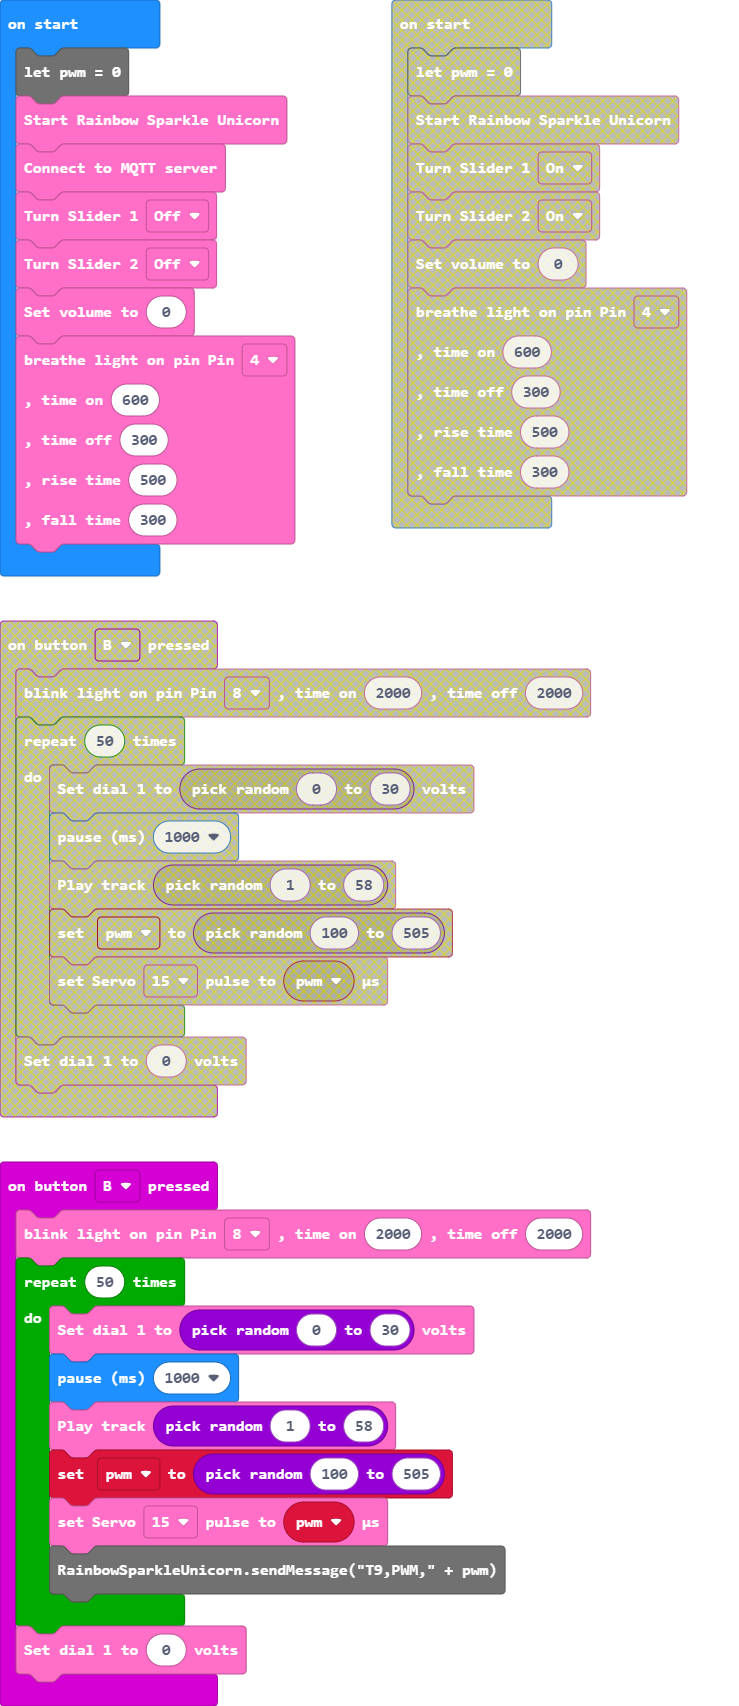 on start
let pwm = 0
Start Rainbow Sparkle Unicorn
Connect to MQTT server
Turn Slider 1 Off
Turn Slider 2 Off
Set volume to 0
breathe light on pin Pin 4
, time on 600
, time off 300
, rise time 500
, fall time 300
on start
let pwm = 0
Start Rainbow Sparkle Unicorn
Turn Slider 1 On
Turn Slider 2 On
Set volume to 0
breathe light on pin Pin 4
, time on 600
, time off 300
, rise time 500
, fall time 300
on button B pressed
blink light on pin Pin 8 , time on 2000 , time off 2000
repeat 50 times
do
Set dial 1 to pick random 0 to 30 volts
pause (ms) 1000
Play track pick random 1 to 58
set pwm to pick random 100 to 505
set Servo 15 pulse to pwm µs
Set dial 1 to 0 volts
on button B pressed
blink light on pin Pin 8 , time on 2000 , time off 2000
repeat 50 times
do
Set dial 1 to pick random 0 to 30 volts
pause (ms) 1000
Play track pick random 1 to 58
set pwm to pick random 100 to 505
set Servo 15 pulse to pwm µs
RainbowSparkleUnicorn.sendMessage("T9,PWM," + pwm)
Set dial 1 to 0 volts